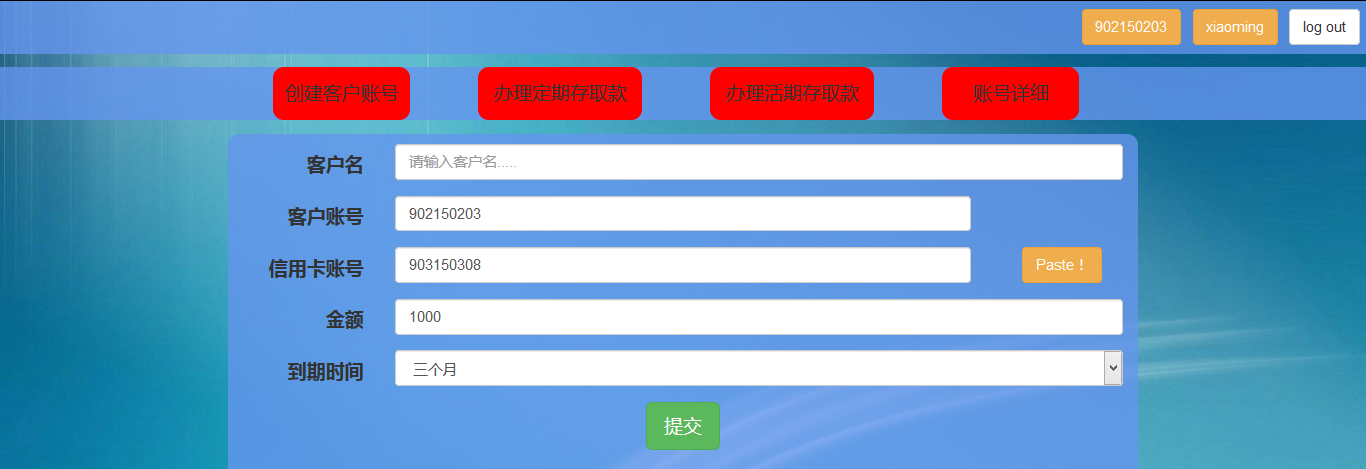 902150203 xiaoming log out
创建客户账号 办理定期存取款 办理活期存取款 账号详细
客户名 请输入客户名.....
客户账号 902150203
信用卡账号 903150308 Paste！
金额 1000
到期时间 三个月
提交